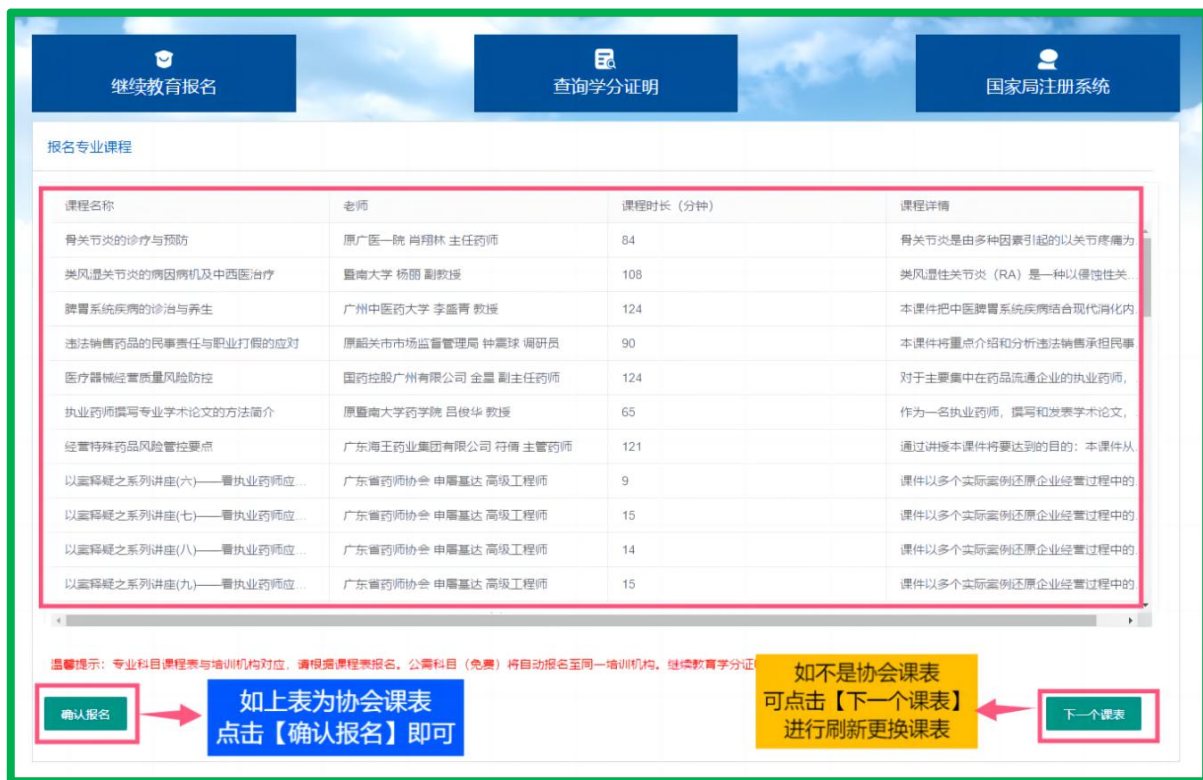 继续教育报名
查询学分证明
国家局注册系统
报名专业课程
课程名称 老师 课程时长（分钟） 课程详情
骨关节炎的诊疗与预防 原广医一院 肖翔林 主任药师 84 骨关节炎是由多种因素引起的以关节疼痛为...
类风湿关节炎的病因病机及中西医治疗 暨南大学 杨丽 副教授 108 类风湿性关节炎（RA）是一种以侵蚀性关...
脾胃系统疾病的诊治与养生 广州中医药大学 李盛青 教授 124 本课件把中医脾胃系统疾病结合现代消化内...
违法销售药品的民事责任与职业打假的应对 原韶关市市场监督管理局 钟震球 调研员 90 本课件将重点介绍和分析违法销售承担民事...
医疗器械经营质量风险防控 国药控股广州有限公司 金昱 副主任药师 124 对于主要集中在药品流通企业的执业药师，...
执业药师撰写专业学术论文的方法简介 原暨南大学药学院 吕俊华 教授 65 作为一名执业药师，撰写和发表学术论文，...
经营特殊药品风险管控要点 广东海王药业集团有限公司 符倩 主管药师 121 通过讲授本课件将要达到的目的：本课件从...
以案释疑之系列讲座(六)——看执业药师应... 广东省药师协会 申屠基达 高级工程师 9 课件以多个实际案例还原企业经营过程中的...
以案释疑之系列讲座(七)——看执业药师应... 广东省药师协会 申屠基达 高级工程师 15 课件以多个实际案例还原企业经营过程中的...
以案释疑之系列讲座(八)——看执业药师应... 广东省药师协会 申屠基达 高级工程师 14 课件以多个实际案例还原企业经营过程中的...
以案释疑之系列讲座(九)——看执业药师应... 广东省药师协会 申屠基达 高级工程师 15 课件以多个实际案例还原企业经营过程中的...
温馨提示：专业科目课程表与培训机构对应，请根据课程表报名。公需科目（免费）将自动报名至同一培训机构。继续教育学分证
确认报名
如上表为协会课表
点击【确认报名】即可
如不是协会课表
可点击【下一个课表】
进行刷新更换课表
下一个课表